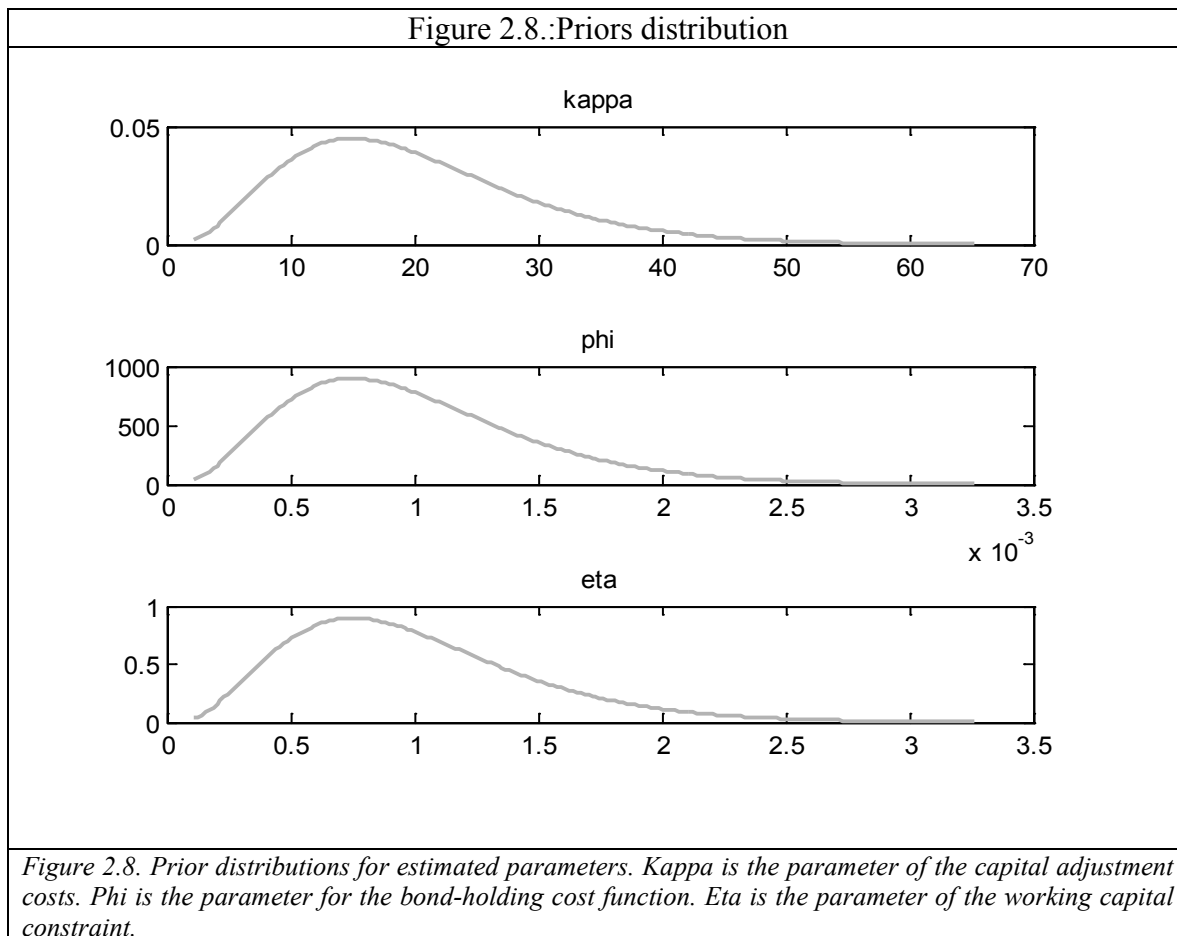 Figure 2.8.:Priors distribution
kappa
0.05
0
0 10 20 30 40 50 60 70
phi
1000
500
0
0 0.5 1 1.5 2 2.5 3 3.5
x 10-3
eta
1
0.5
0
0 0.5 1 1.5 2 2.5 3 3.5
Figure 2.8. Prior distributions for estimated parameters. Kappa is the parameter of the capital adjustment
costs. Phi is the parameter for the bond-holding cost function. Eta is the parameter of the working capital
constraint.